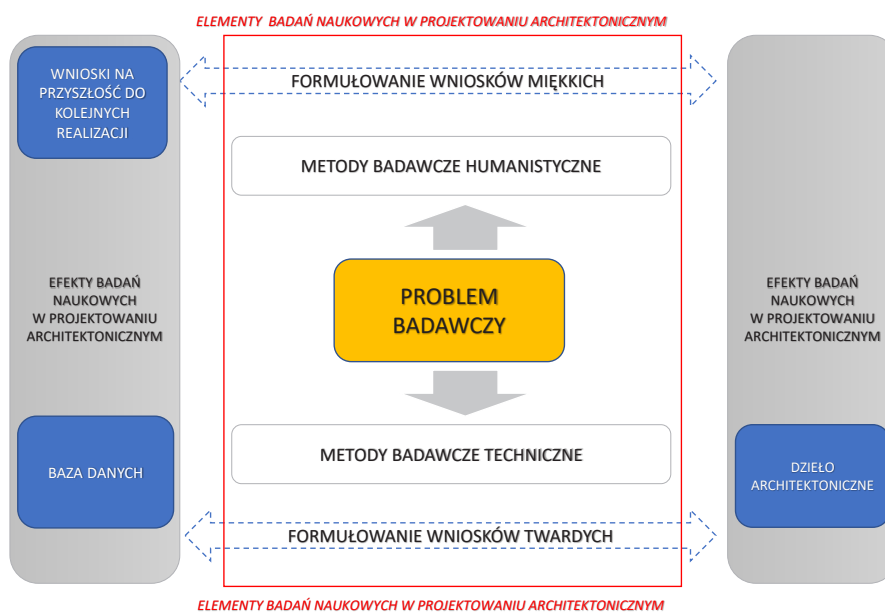 ELEMENTY BADAŃ NAUKOWYCH W PROJEKTOWANIU ARCHITEKTONICZNYM
WNIOSKI NA
PRZYSZŁOŚĆ DO
KOLEJNYCH
REALIZACJI
FORMUŁOWANIE WNIOSKÓW MIĘKKICH
METODY BADAWCZE HUMANISTYCZNE
EFEKTY BADAŃ
NAUKOWYCH
W PROJEKTOWANIU
ARCHITEKTONICZNYM
PROBLEM
BADAWCZY
EFEKTY BADAŃ
NAUKOWYCH
W PROJEKTOWANIU
ARCHITEKTONICZNYM
BAZA DANYCH
METODY BADAWCZE TECHNICZNE
DZIEŁO
ARCHITEKTONICZNE
FORMUŁOWANIE WNIOSKÓW TWARDYCH
ELEMENTY BADAŃ NAUKOWYCH W PROJEKTOWANIU ARCHITEKTONICZNYM